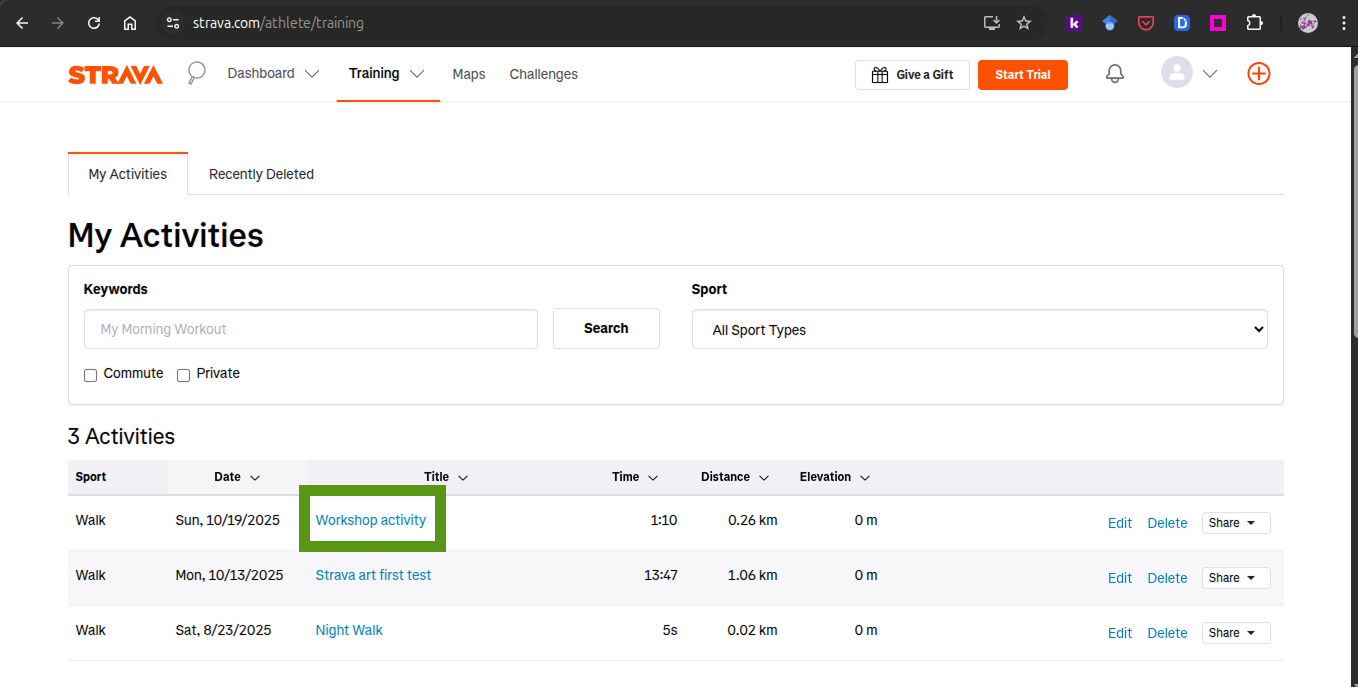 strava.com/athlete/training
STRAVA Dashboard Training Maps Challenges Give a Gift Start Trial
My Activities Recently Deleted
My Activities
Keywords Sport
My Morning Workout Search All Sport Types
Commute Private
3 Activities
Sport Date Title Time Distance Elevation
Walk Sun, 10/19/2025 Workshop activity 1:10 0.26 km 0 m Edit Delete Share
Walk Mon, 10/13/2025 Strava art first test 13:47 1.06 km 0 m Edit Delete Share
Walk Sat, 8/23/2025 Night Walk 5s 0.02 km 0 m Edit Delete Share